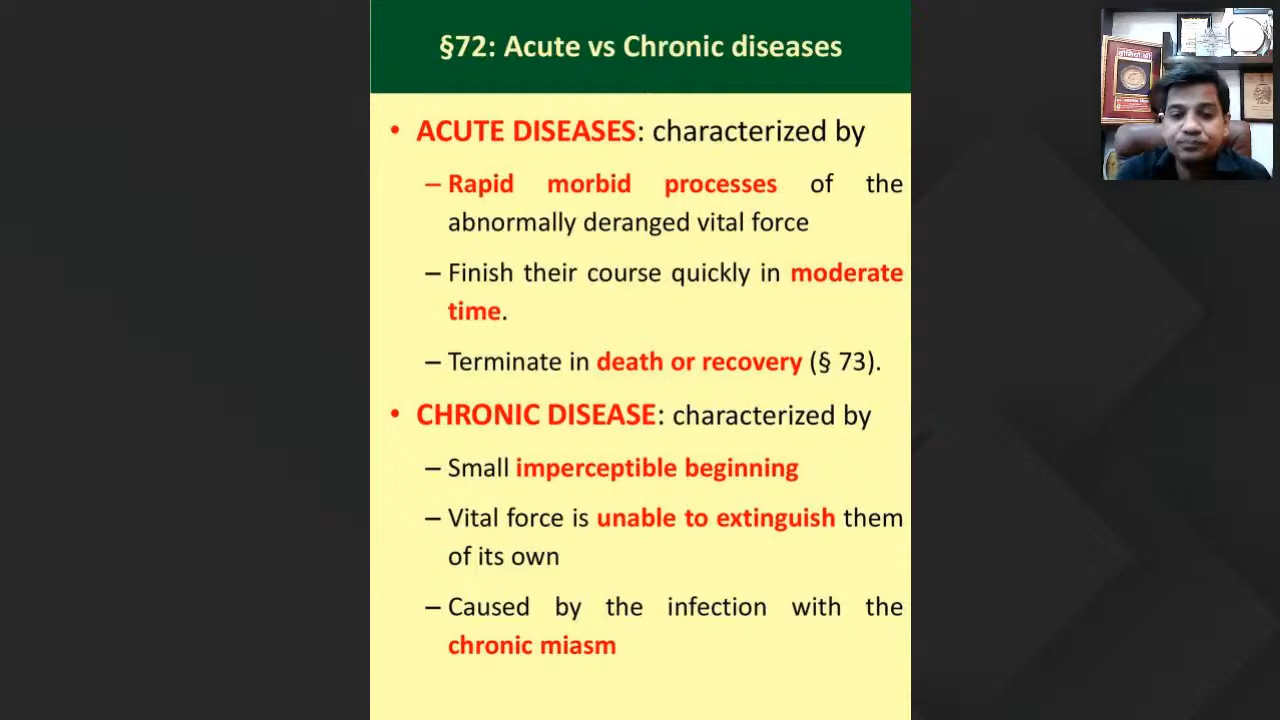 §72: Acute vs Chronic diseases
• ACUTE DISEASES: characterized by
– Rapid morbid processes of the
abnormally deranged vital force
– Finish their course quickly in moderate
time.
– Terminate in death or recovery (§ 73).
• CHRONIC DISEASE: characterized by
– Small imperceptible beginning
– Vital force is unable to extinguish them
of its own
– Caused by the infection with the
chronic miasm